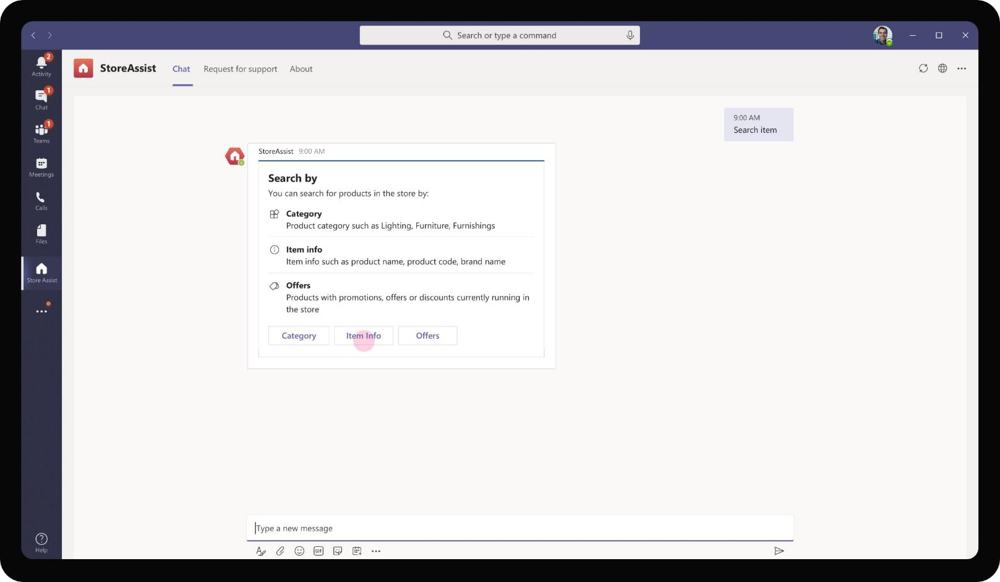 Search or type a command
2
Activity
1
Chat
1
Teams
Meetings
Calls
Files
Store Assist
Help
StoreAssist
Chat
Request for support
About
9:00 AM
Search item
StoreAssist 9:00 AM
Search by
You can search for products in the store by:
Category
Product category such as Lighting, Furniture, Furnishings
Item info
Item info such as product name, product code, brand name
Offers
Products with promotions, offers or discounts currently running in
the store
Category
Item Info
Offers
Type a new message
GIF